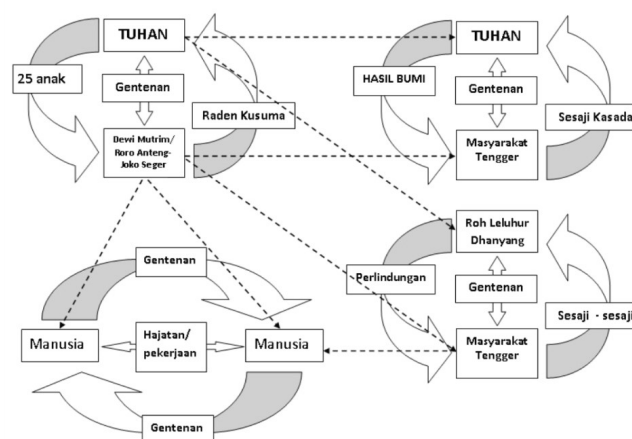 TUHAN
25 anak
Gentenan
Raden Kusuma
Dewi Mutrim/
Roro Anteng-
Joko Seger
TUHAN
HASIL BUMI
Gentenan
Sesaji Kasada
Masyarakat
Tengger
Roh Leluhur
Dhanyang
Perlindungan
Gentenan
Sesaji - sesaji
Masyarakat
Tengger
Gentenan
Manusia
Hajatan/
pekerjaan
Manusia
Gentenan